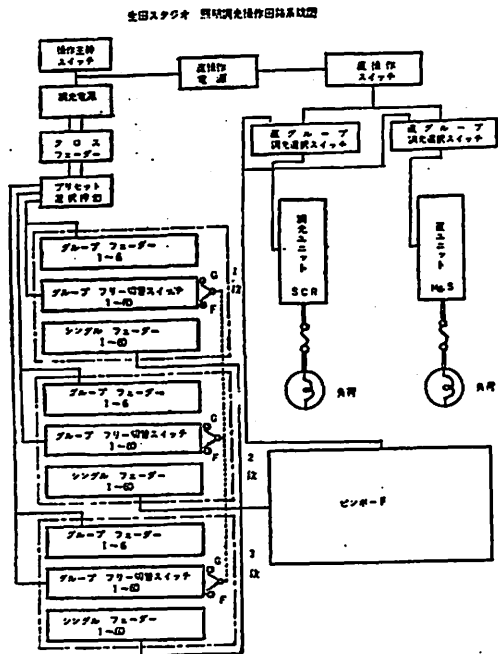 生田スタジオ 照明調光操作回路系統図
操作主幹
スイッチ
調光電源
クロス
フェーダー
プリセット
選択押釦
直操作
電源
直操作
スイッチ
直グループ
調光選択スイッチ
直グループ
調光選択スイッチ
調光ユニット
SCR
直ユニット
MgS
負荷
負荷
グループ フェーダー
1〜6
グループ フリー切替スイッチ
1〜60
シングル フェーダー
1〜60
G
F
1段
グループ フェーダー
1〜6
グループ フリー切替スイッチ
1〜60
シングル フェーダー
1〜60
G
F
2段
グループ フェーダー
1〜6
グループ フリー切替スイッチ
1〜60
シングル フェーダー
1〜60
G
F
3段
ピンボード